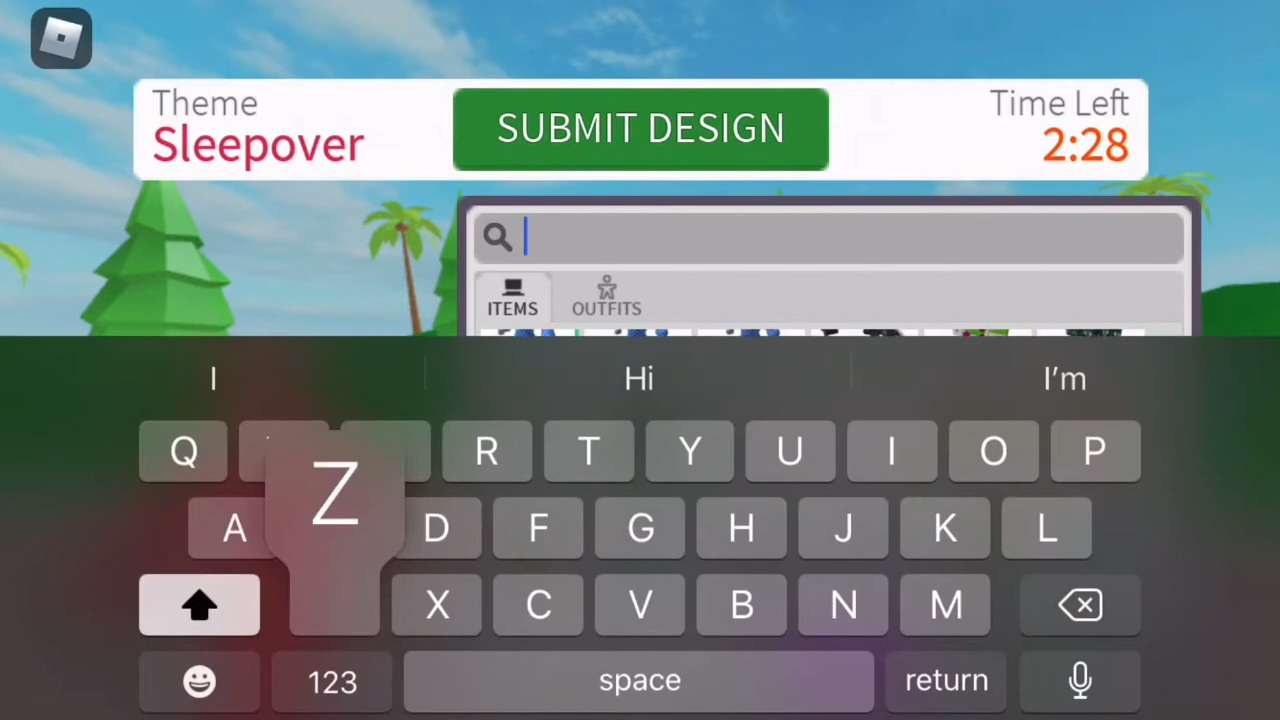 Theme
Sleepover
SUBMIT DESIGN
Time Left
2:28
ITEMS
OUTFITS
I
Hi
I'm
Q
R
T
Y
U
I
O
P
A
Z
D
F
G
H
J
K
L
X
C
V
B
N
M
123
space
return